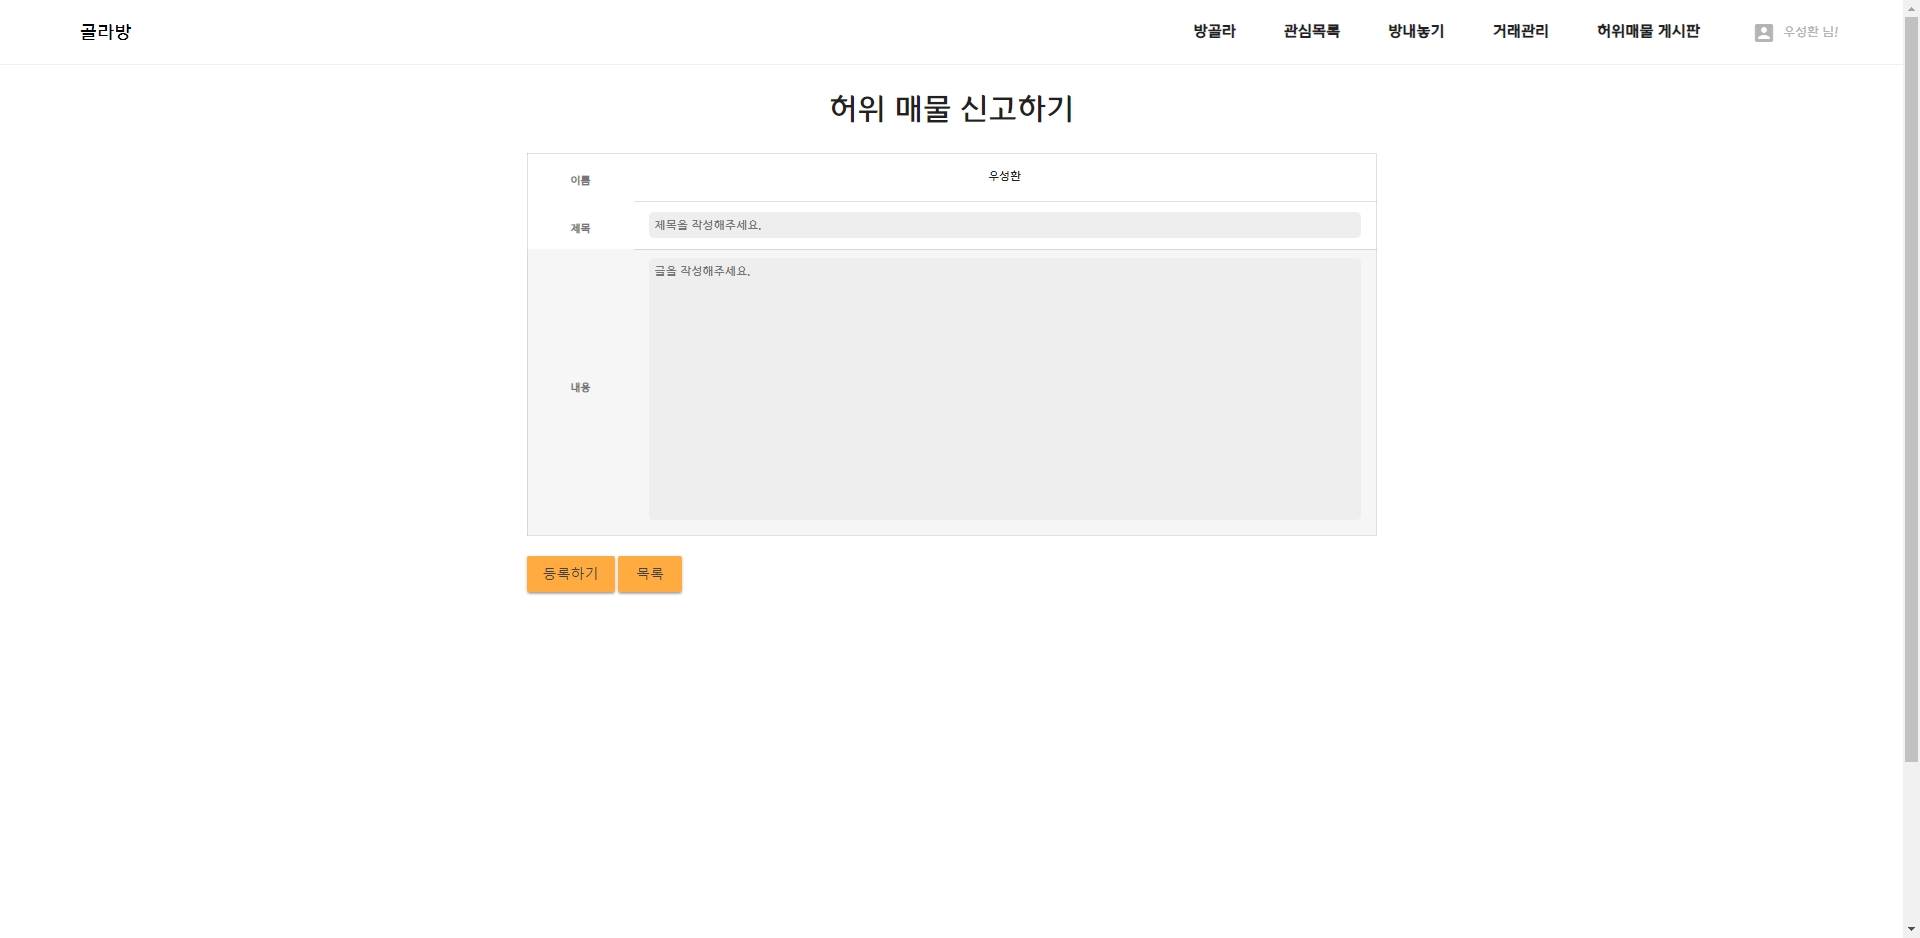 골라방
방골라 관심목록 방내놓기 거래관리 허위매물 게시판 우성환 님!
허위 매물 신고하기
이름 우성환
제목 제목을 작성해주세요.
내용 글을 작성해주세요.
등록하기 목록